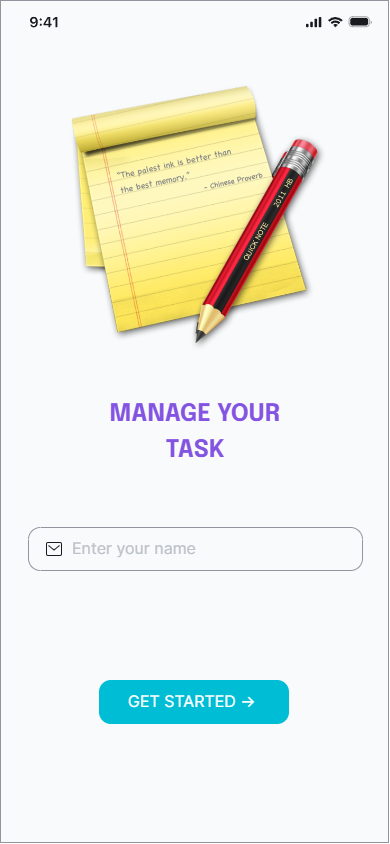 9:41
"The palest ink is better than
the best memory."
- Chinese Proverb
QUICK NOTE 2011 HB
MANAGE YOUR
TASK
Enter your name
GET STARTED →